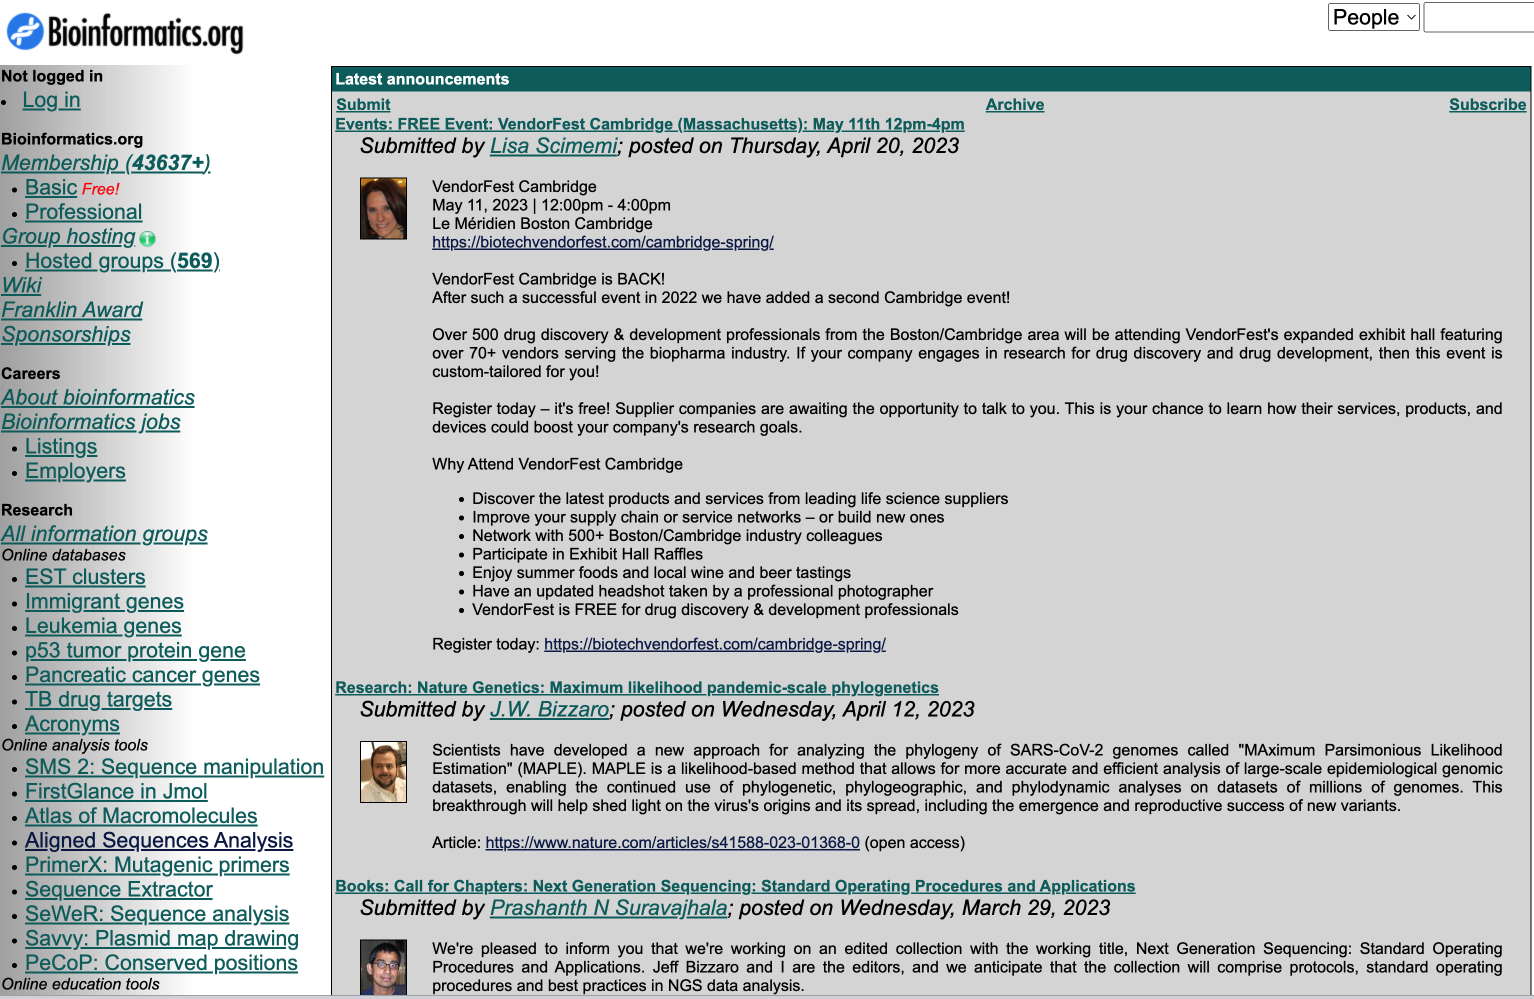 Bioinformatics.org
People
Not logged in
Log in
Bioinformatics.org
Membership (43637+)
Basic Free!
Professional
Group hosting
Hosted groups (569)
Wiki
Franklin Award
Sponsorships
Careers
About bioinformatics
Bioinformatics jobs
Listings
Employers
Research
All information groups
Online databases
EST clusters
Immigrant genes
Leukemia genes
p53 tumor protein gene
Pancreatic cancer genes
TB drug targets
Acronyms
Online analysis tools
SMS 2: Sequence manipulation
FirstGlance in Jmol
Atlas of Macromolecules
Aligned Sequences Analysis
PrimerX: Mutagenic primers
Sequence Extractor
SeWeR: Sequence analysis
Savvy: Plasmid map drawing
PeCoP: Conserved positions
Online education tools
Latest announcements
Submit Archive Subscribe
Events: FREE Event: VendorFest Cambridge (Massachusetts): May 11th 12pm-4pm
Submitted by Lisa Scimemi; posted on Thursday, April 20, 2023
VendorFest Cambridge
May 11, 2023 | 12:00pm - 4:00pm
Le Méridien Boston Cambridge
https://biotechvendorfest.com/cambridge-spring/
VendorFest Cambridge is BACK!
After such a successful event in 2022 we have added a second Cambridge event!
Over 500 drug discovery & development professionals from the Boston/Cambridge area will be attending VendorFest's expanded exhibit hall featuring
over 70+ vendors serving the biopharma industry. If your company engages in research for drug discovery and drug development, then this event is
custom-tailored for you!
Register today – it's free! Supplier companies are awaiting the opportunity to talk to you. This is your chance to learn how their services, products, and
devices could boost your company's research goals.
Why Attend VendorFest Cambridge
Discover the latest products and services from leading life science suppliers
Improve your supply chain or service networks – or build new ones
Network with 500+ Boston/Cambridge industry colleagues
Participate in Exhibit Hall Raffles
Enjoy summer foods and local wine and beer tastings
Have an updated headshot taken by a professional photographer
VendorFest is FREE for drug discovery & development professionals
Register today: https://biotechvendorfest.com/cambridge-spring/
Research: Nature Genetics: Maximum likelihood pandemic-scale phylogenetics
Submitted by J.W. Bizzaro; posted on Wednesday, April 12, 2023
Scientists have developed a new approach for analyzing the phylogeny of SARS-CoV-2 genomes called "MAximum Parsimonious Likelihood
Estimation" (MAPLE). MAPLE is a likelihood-based method that allows for more accurate and efficient analysis of large-scale epidemiological genomic
datasets, enabling the continued use of phylogenetic, phylogeographic, and phylodynamic analyses on datasets of millions of genomes. This
breakthrough will help shed light on the virus's origins and its spread, including the emergence and reproductive success of new variants.
Article: https://www.nature.com/articles/s41588-023-01368-0 (open access)
Books: Call for Chapters: Next Generation Sequencing: Standard Operating Procedures and Applications
Submitted by Prashanth N Suravajhala; posted on Wednesday, March 29, 2023
We're pleased to inform you that we're working on an edited collection with the working title, Next Generation Sequencing: Standard Operating
Procedures and Applications. Jeff Bizzaro and I are the editors, and we anticipate that the collection will comprise protocols, standard operating
procedures and best practices in NGS data analysis.